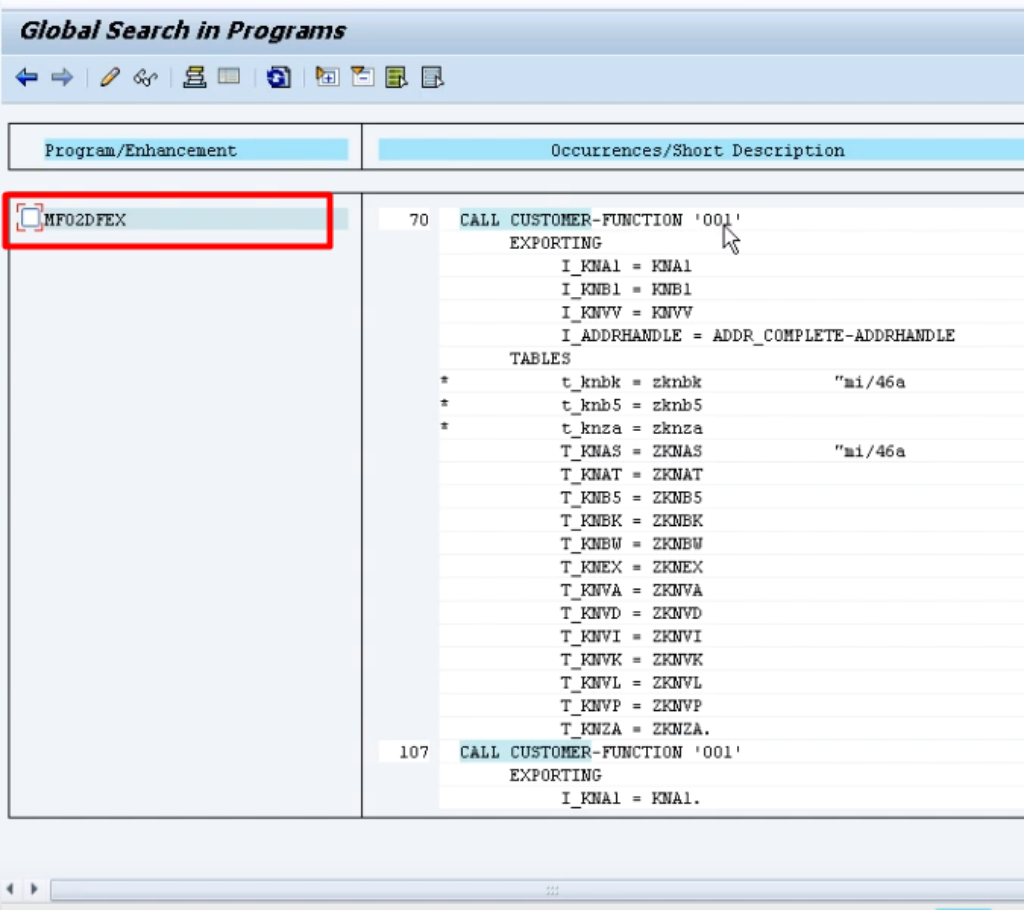 Global Search in Programs
Program/Enhancement Occurrences/Short Description
MF02DFEX 70 CALL CUSTOMER-FUNCTION '001'
EXPORTING
I_KNA1 = KNA1
I_KNB1 = KNB1
I_KNVV = KNVV
I_ADDRHANDLE = ADDR_COMPLETE-ADDRHANDLE
TABLES
* t_knbk = zknbk "mi/46a
* t_knb5 = zknb5
* t_knza = zknza
T_KNAS = ZKNAS "mi/46a
T_KNAT = ZKNAT
T_KNB5 = ZKNB5
T_KNBK = ZKNBK
T_KNBW = ZKNBW
T_KNEX = ZKNEX
T_KNVA = ZKNVA
T_KNVD = ZKNVD
T_KNVI = ZKNVI
T_KNVK = ZKNVK
T_KNVL = ZKNVL
T_KNVP = ZKNVP
T_KNZA = ZKNZA.
107 CALL CUSTOMER-FUNCTION '001'
EXPORTING
I_KNA1 = KNA1.